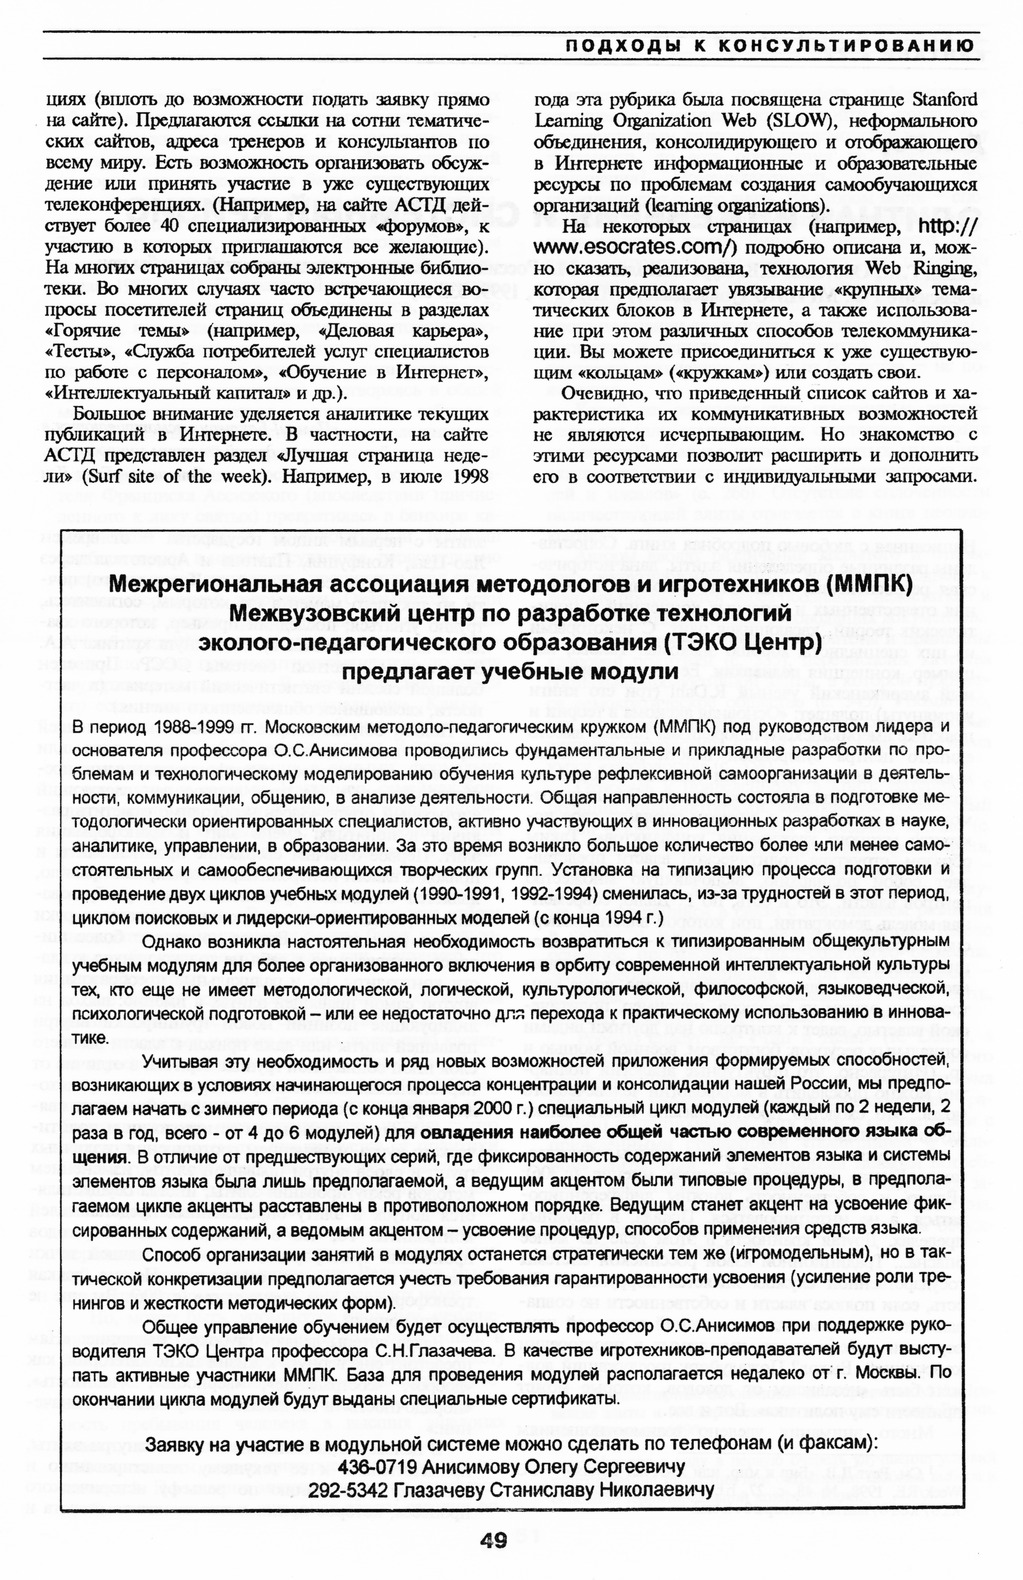 ПОДХОДЫ К КОНСУЛЬТИРОВАНИЮ
циях (вплоть до возможности подать заявку прямо
на сайте). Предлагаются ссылки на сотни тематиче-
ских сайтов, адреса тренеров и консультантов по
всему миру. Есть возможность организовать обсуж-
дение или принять участие в уже существующих
телеконференциях. (Например, на сайте АСТД дей-
ствует более 40 специализированных «форумов», к
участию в которых приглашаются все желающие).
На многих страницах собраны электронные библио-
теки. Во многих случаях часто встречающиеся во-
просы посетителей страниц объединены в разделах
«Горячие темы» (например, «Деловая карьера»,
«Тесты», «Служба потребителей услуг специалистов
по работе с персоналом», «Обучение в Интернет»,
«Интеллектуальный капитал» и др.).
Большое внимание уделяется аналитике текущих
публикаций в Интернете. В частности, на сайте
АСТД представлен раздел «Лучшая страница неде-
ли» (Surf site of the week). Например, в июле 1998
года эта рубрика была посвящена странице Stanford
Learning Organization Web (SLOW), неформального
объединения, консолидирующего и отображающего
в Интернете информационные и образовательные
ресурсы по проблемам создания самообучающихся
организаций (learning organizations).
На некоторых страницах (например, http://
www.esocrates.com/) подробно описана и, мож-
но сказать, реализована, технология Web Ringing,
которая предполагает увязывание «крупных» тема-
тических блоков в Интернете, а также использова-
ние при этом различных способов телекоммуника-
ции. Вы можете присоединиться к уже существую-
щим «кольцам» («кружкам») или создать свои.
Очевидно, что приведенный список сайтов и ха-
рактеристика их коммуникативных возможностей
не являются исчерпывающим. Но знакомство с
этими ресурсами позволит расширить и дополнить
его в соответствии с индивидуальными запросами.
Межрегиональная ассоциация методологов и игротехников (ММПК)
Межвузовский центр по разработке технологий
эколого-педагогического образования (ТЭКО Центр)
предлагает учебные модули
В период 1988-1999 гг. Московским методоло-педагогическим кружком (ММПК) под руководством лидера и
основателя профессора О.С.Анисимова проводились фундаментальные и прикладные разработки по про-
блемам и технологическому моделированию обучения культуре рефлексивной самоорганизации в деятель-
ности, коммуникации, общению, в анализе деятельности. Общая направленность состояла в подготовке ме-
тодологически ориентированных специалистов, активно участвующих в инновационных разработках в науке,
аналитике, управлении, в образовании. За это время возникло большое количество более или менее само-
стоятельных и самообеспечивающихся творческих групп. Установка на типизацию процесса подготовки и
проведение двух циклов учебных модулей (1990-1991, 1992-1994) сменилась, из-за трудностей в этот период,
циклом поисковых и лидерски-ориентированных моделей (с конца 1994 г.)
Однако возникла настоятельная необходимость возвратиться к типизированным общекультурным
учебным модулям для более организованного включения в орбиту современной интеллектуальной культуры
тех, кто еще не имеет методологической, логической, культурологической, философской, языковедческой,
психологической подготовкой – или ее недостаточно для перехода к практическому использованию в иннова-
тике.
Учитывая эту необходимость и ряд новых возможностей приложения формируемых способностей,
возникающих в условиях начинающегося процесса концентрации и консолидации нашей России, мы предпо-
лагаем начать с зимнего периода (с конца января 2000 г.) специальный цикл модулей (каждый по 2 недели, 2
раза в год, всего - от 4 до 6 модулей) для овладения наиболее общей частью современного языка об-
щения. В отличие от предшествующих серий, где фиксированность содержаний элементов языка и системы
элементов языка была лишь предполагаемой, а ведущим акцентом были типовые процедуры, в предпола-
гаемом цикле акценты расставлены в противоположном порядке. Ведущим станет акцент на усвоение фик-
сированных содержаний, а ведомым акцентом – усвоение процедур, способов применения средств языка.
Способ организации занятий в модулях останется стратегически тем же (игромодельным), но в так-
тической конкретизации предполагается учесть требования гарантированности усвоения (усиление роли тре-
нингов и жесткости методических форм).
Общее управление обучением будет осуществлять профессор О.С.Анисимов при поддержке руко-
водителя ТЭКО Центра профессора С.Н.Глазачева. В качестве игротехников-преподавателей будут высту-
пать активные участники ММПК. База для проведения модулей располагается недалеко от г. Москвы. По
окончании цикла модулей будут выданы специальные сертификаты.
Заявку на участие в модульной системе можно сделать по телефонам (и факсам):
436-0719 Анисимову Олегу Сергеевичу
292-5342 Глазачеву Станиславу Николаевичу
49